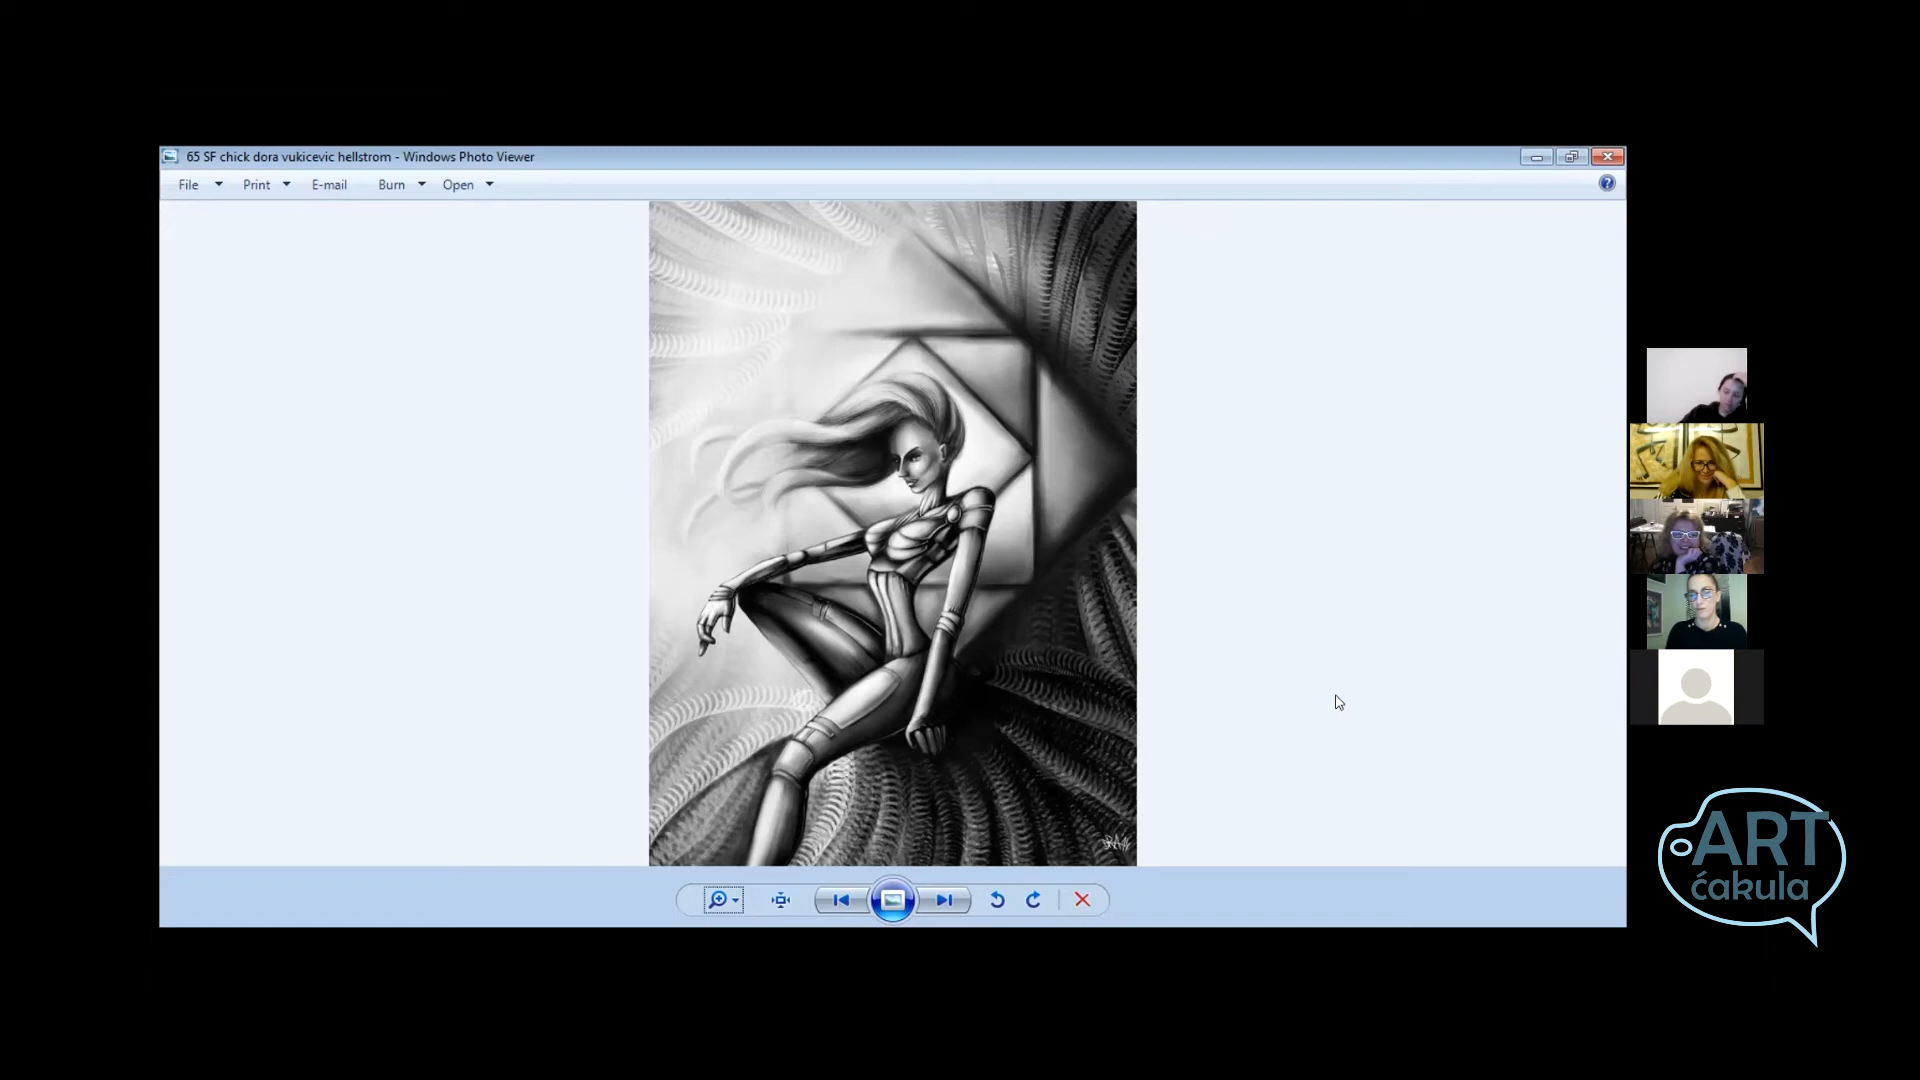 65 SF chick dora vukicevic hellstrom - Windows Photo Viewer
File Print E-mail Burn Open
ART
ćakula